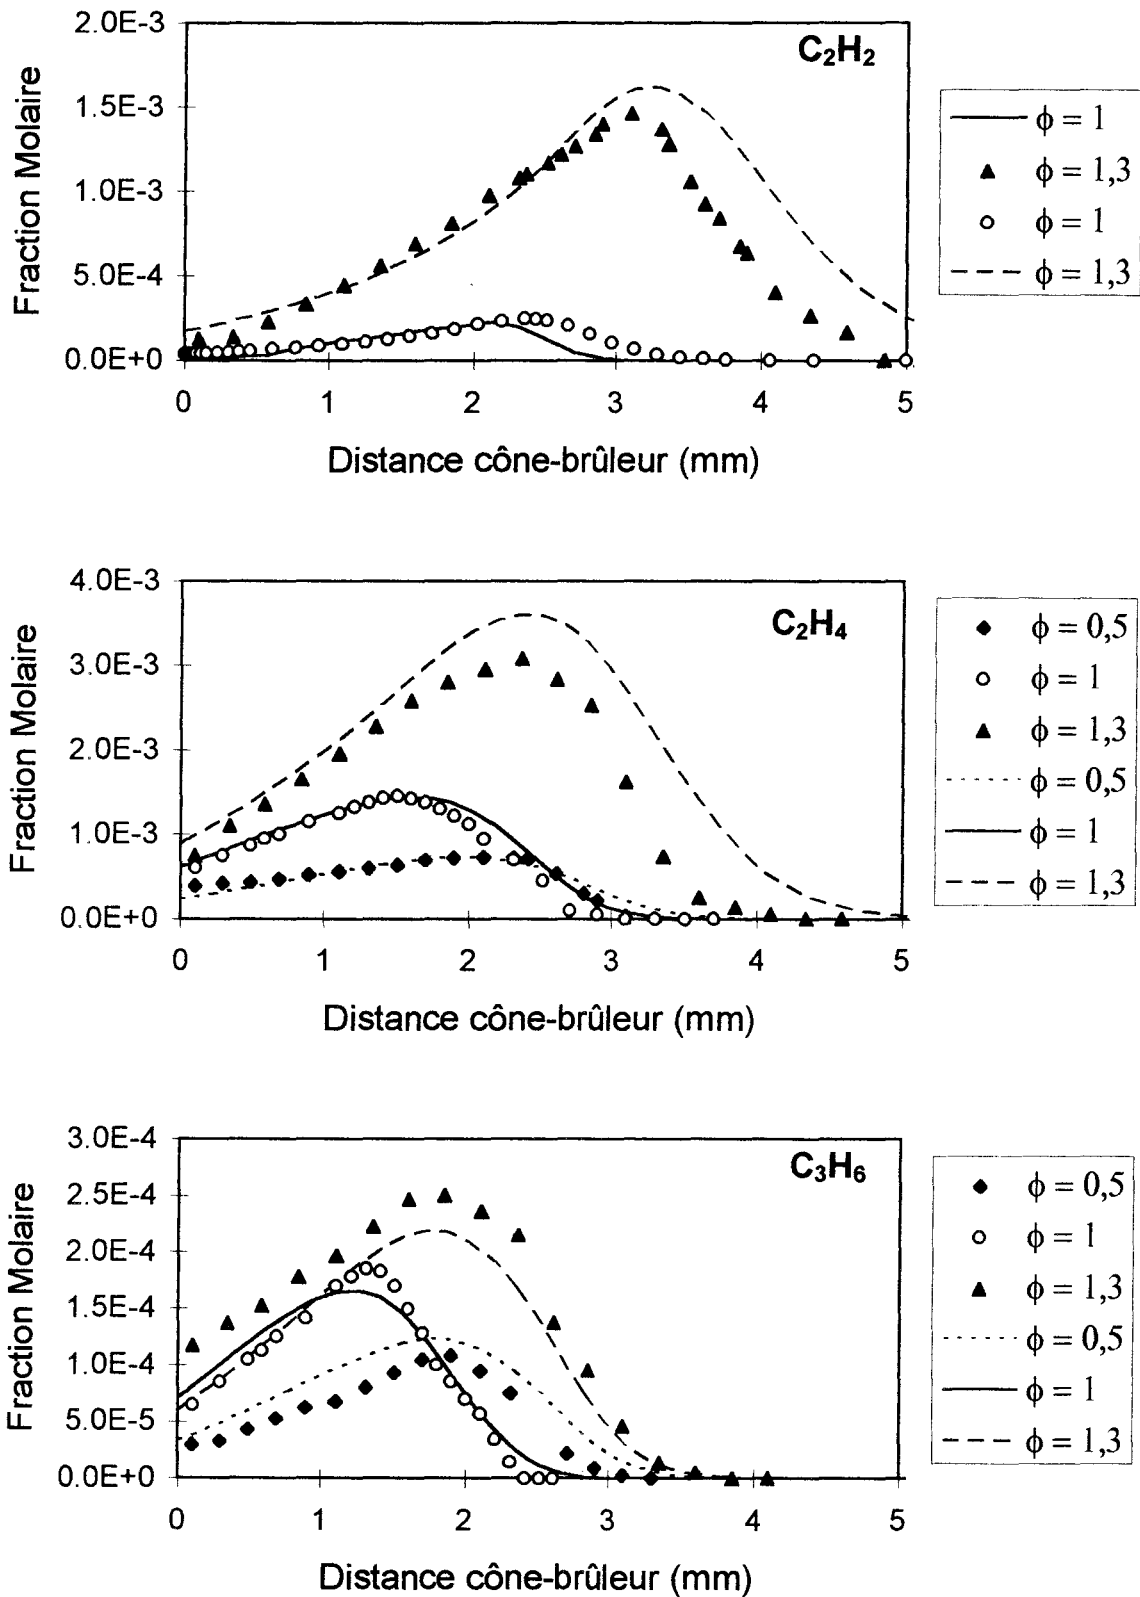 2.0E-3
C₂H₂
1.5E-3
1.0E-3
5.0E-4
0.0E+0
Fraction Molaire
0 1 2 3 4 5
Distance cône-brûleur (mm)
ϕ = 1
ϕ = 1,3
ϕ = 1
ϕ = 1,3
4.0E-3
C₂H₄
3.0E-3
2.0E-3
1.0E-3
0.0E+0
Fraction Molaire
0 1 2 3 4 5
Distance cône-brûleur (mm)
ϕ = 0,5
ϕ = 1
ϕ = 1,3
ϕ = 0,5
ϕ = 1
ϕ = 1,3
3.0E-4
C₃H₆
2.5E-4
2.0E-4
1.5E-4
1.0E-4
5.0E-5
0.0E+0
Fraction Molaire
0 1 2 3 4 5
Distance cône-brûleur (mm)
ϕ = 0,5
ϕ = 1
ϕ = 1,3
ϕ = 0,5
ϕ = 1
ϕ = 1,3